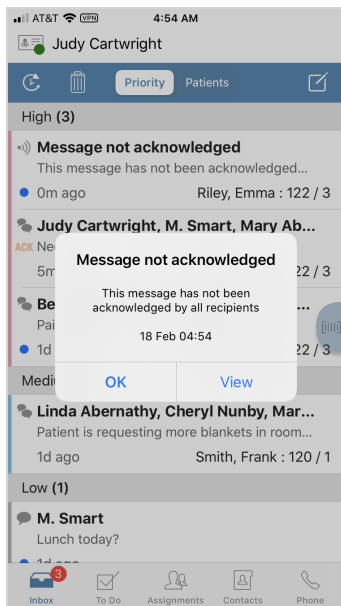 AT&T VPN 4:54 AM
Judy Cartwright
Priority Patients
High (3)
Message not acknowledged
This message has not been acknowledged...
0m ago Riley, Emma : 122 / 3
Judy Cartwright, M. Smart, Mary Ab...
ACK
5m 22 / 3
...
1d 22 / 3
Message not acknowledged
This message has not been
acknowledged by all recipients
18 Feb 04:54
OK View
Linda Abernathy, Cheryl Nunby, Mar...
Patient is requesting more blankets in room...
1d ago Smith, Frank : 120 / 1
Low (1)
M. Smart
Lunch today?
1d ago
3
Inbox To Do Assignments Contacts Phone